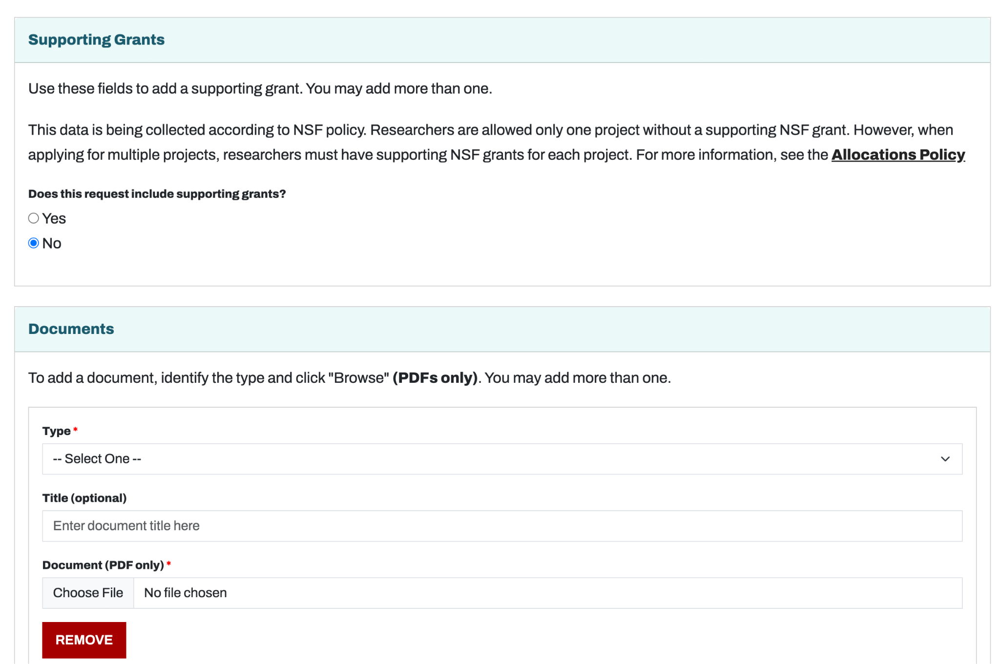 Supporting Grants
Use these fields to add a supporting grant. You may add more than one.
This data is being collected according to NSF policy. Researchers are allowed only one project without a supporting NSF grant. However, when
applying for multiple projects, researchers must have supporting NSF grants for each project. For more information, see the Allocations Policy
Does this request include supporting grants?
Yes
No
Documents
To add a document, identify the type and click "Browse" (PDFs only). You may add more than one.
Type *
-- Select One --
Title (optional)
Enter document title here
Document (PDF only) *
Choose File No file chosen
REMOVE